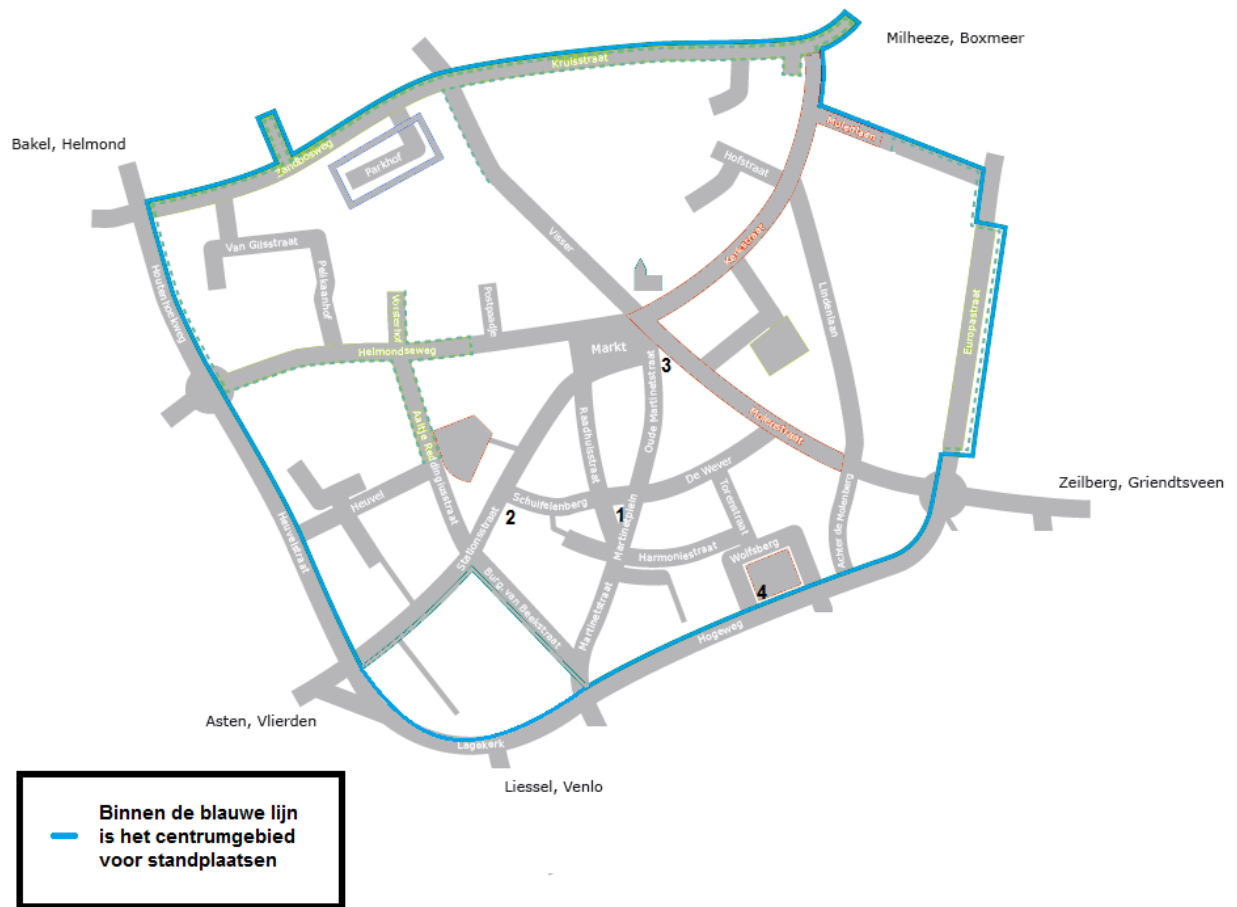 Milheeze, Boxmeer
Kruisstraat
Bakel, Helmond
Zandbosweg
Parkhof
Molenlaan
Hofstraat
Van Gijsstraat
Pelikaanhof
Houtenhoekweg
Visser
Kerkstraat
Lindenlaan
Europastraat
Vorsterhof
Postpaadje
Helmondseweg
Markt
3
Oude Martinetstraat
Raadhuisstraat
Molenstraat
Aaltje Reddingiusstraat
Heuvel
De Wever
Schuifelenberg
Torenstraat
Zeilberg, Griendtsveen
2
1
Stationsstraat
Martinetplein
Harmoniestraat
Wolfsberg
Achter de Molenberg
Heuvelstraat
4
Burg. van Beekstraat
Martinetstraat
Hogeweg
Asten, Vlierden
Lagekerk
Liessel, Venlo
Binnen de blauwe lijn
is het centrumgebied
voor standplaatsen